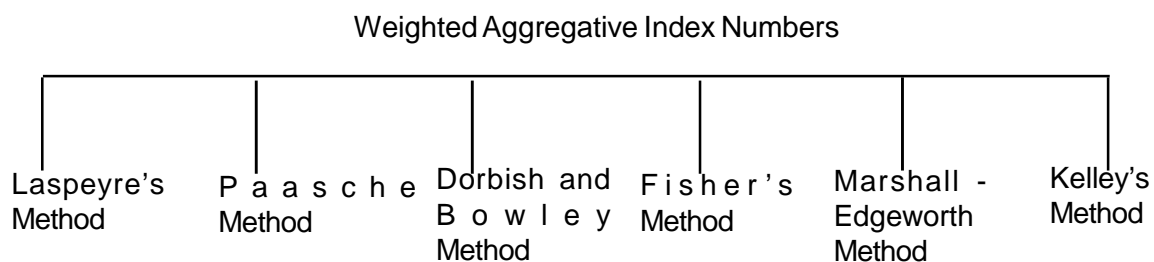 Weighted Aggregative Index Numbers
Laspeyre's
Method
Paasche
Method
Dorbish and
Bowley
Method
Fisher's
Method
Marshall -
Edgeworth
Method
Kelley's
Method